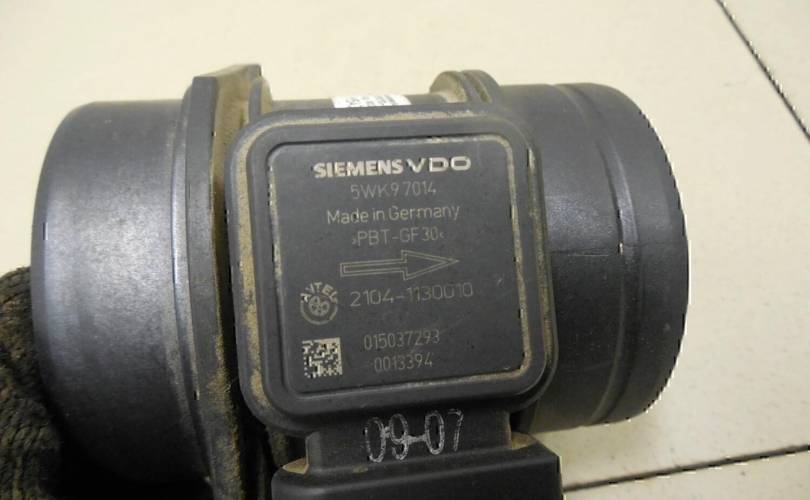 SIEMENS VDO
5WK9 7014
Made in Germany
>PBT-GF30<
2104-1130010
015037293
0013394
09-07